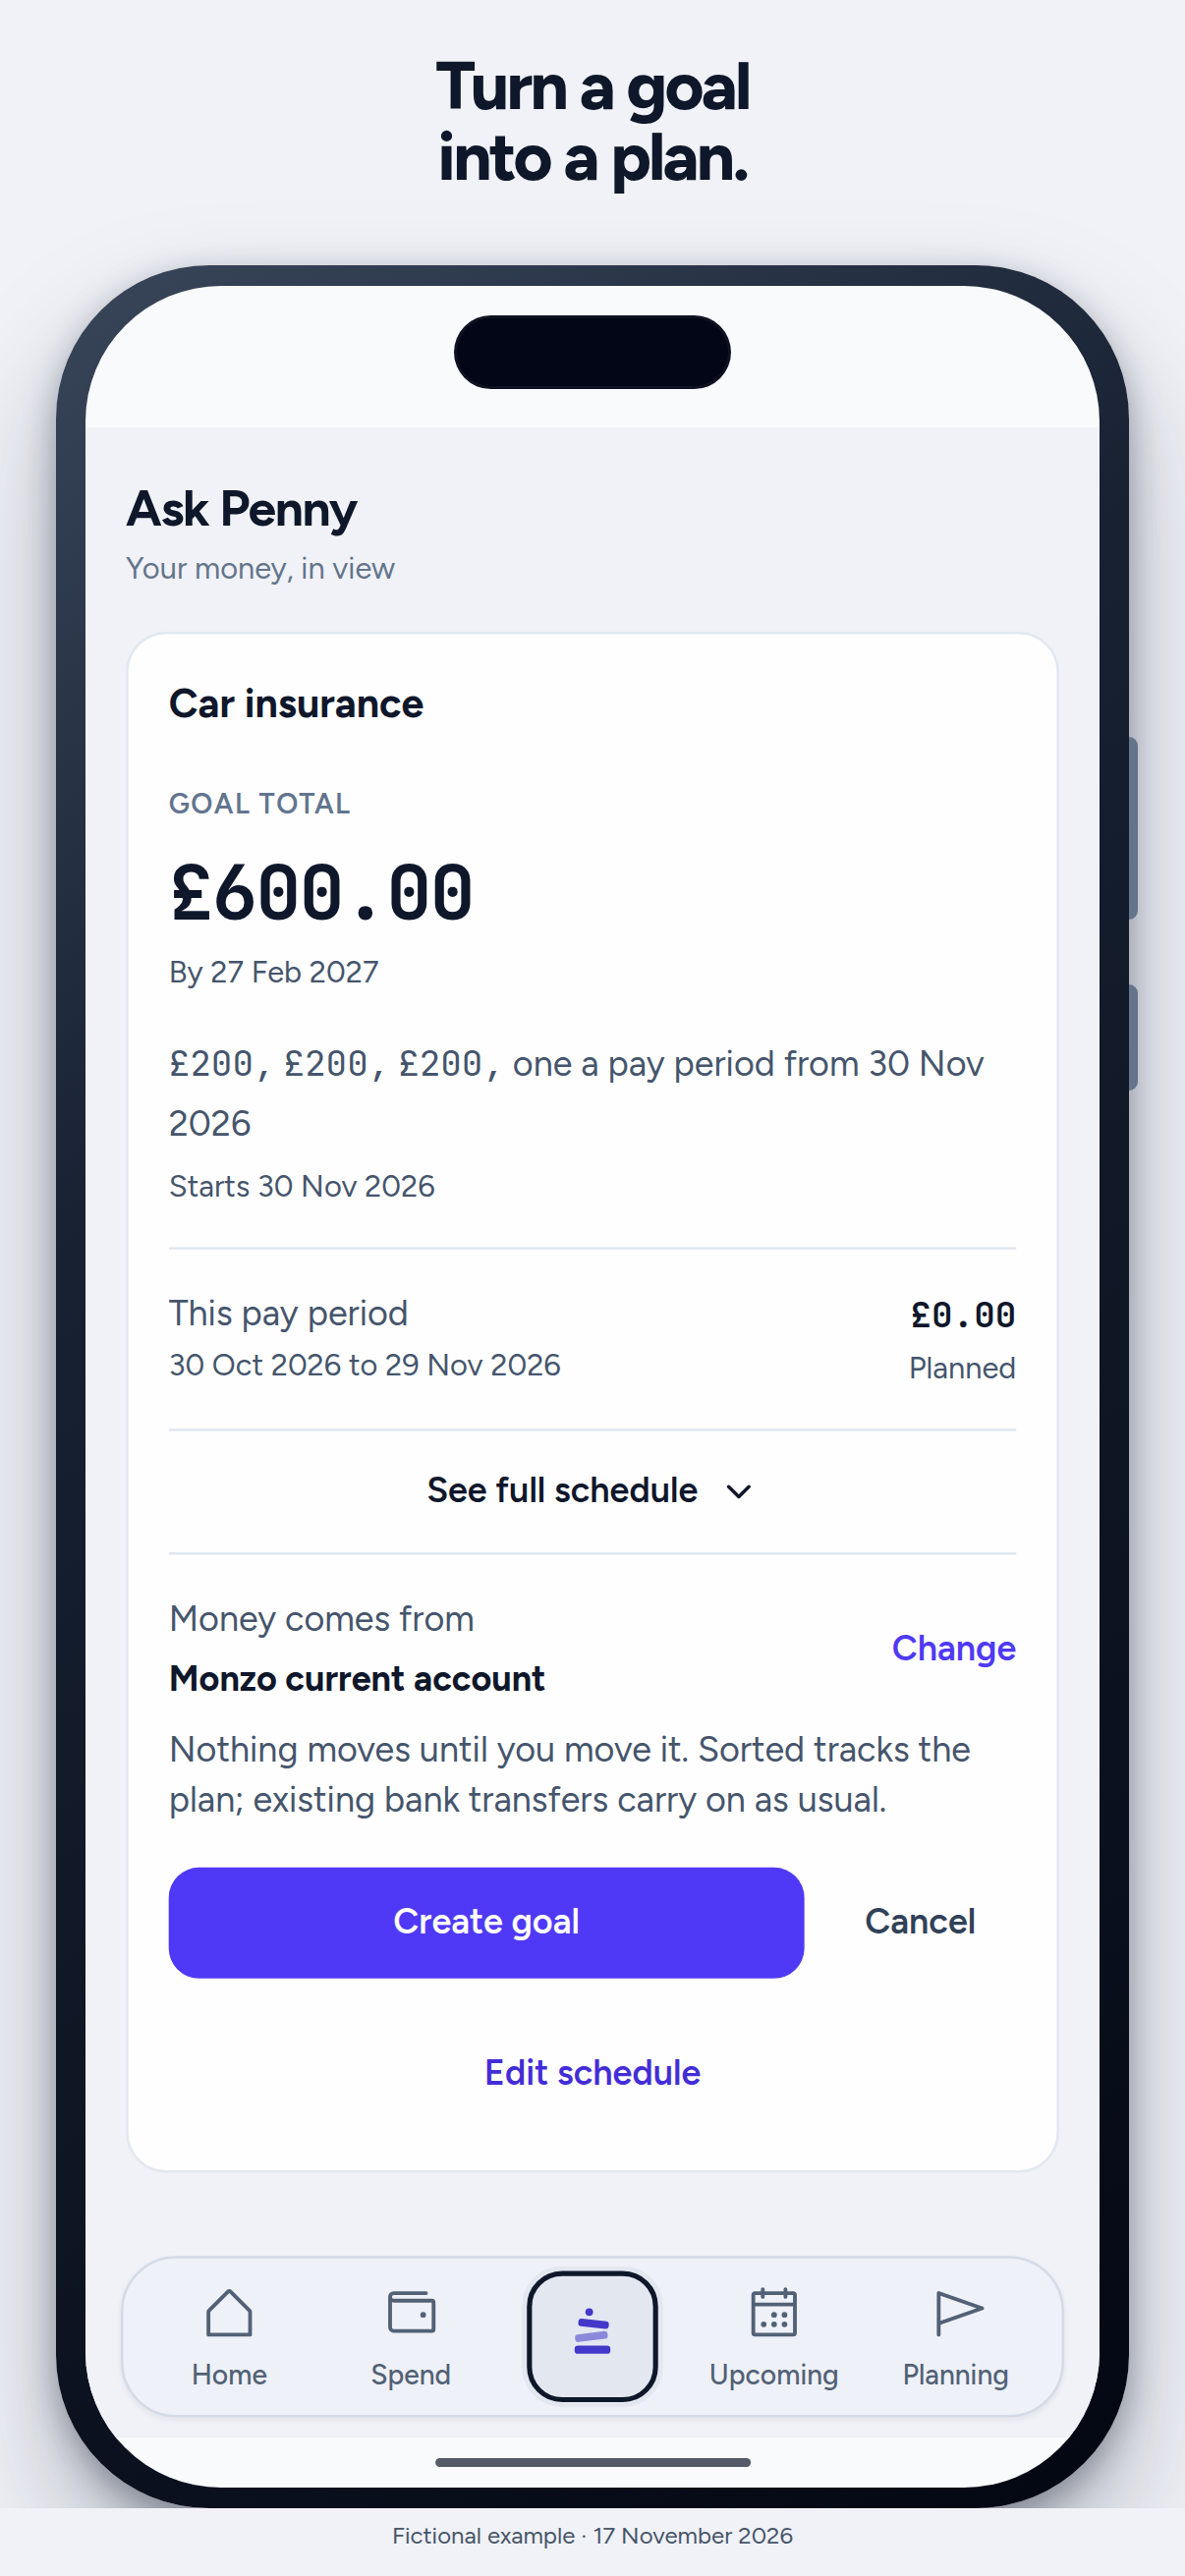 Turn a goal
into a plan.
Ask Penny
Your money, in view
Car insurance
GOAL TOTAL
£600.00
By 27 Feb 2027
£200, £200, £200, one a pay period from 30 Nov
2026
Starts 30 Nov 2026
This pay period
£0.00
30 Oct 2026 to 29 Nov 2026
Planned
See full schedule
Money comes from
Change
Monzo current account
Nothing moves until you move it. Sorted tracks the
plan; existing bank transfers carry on as usual.
Create goal
Cancel
Edit schedule
Home
Spend
Upcoming
Planning
Fictional example · 17 November 2026